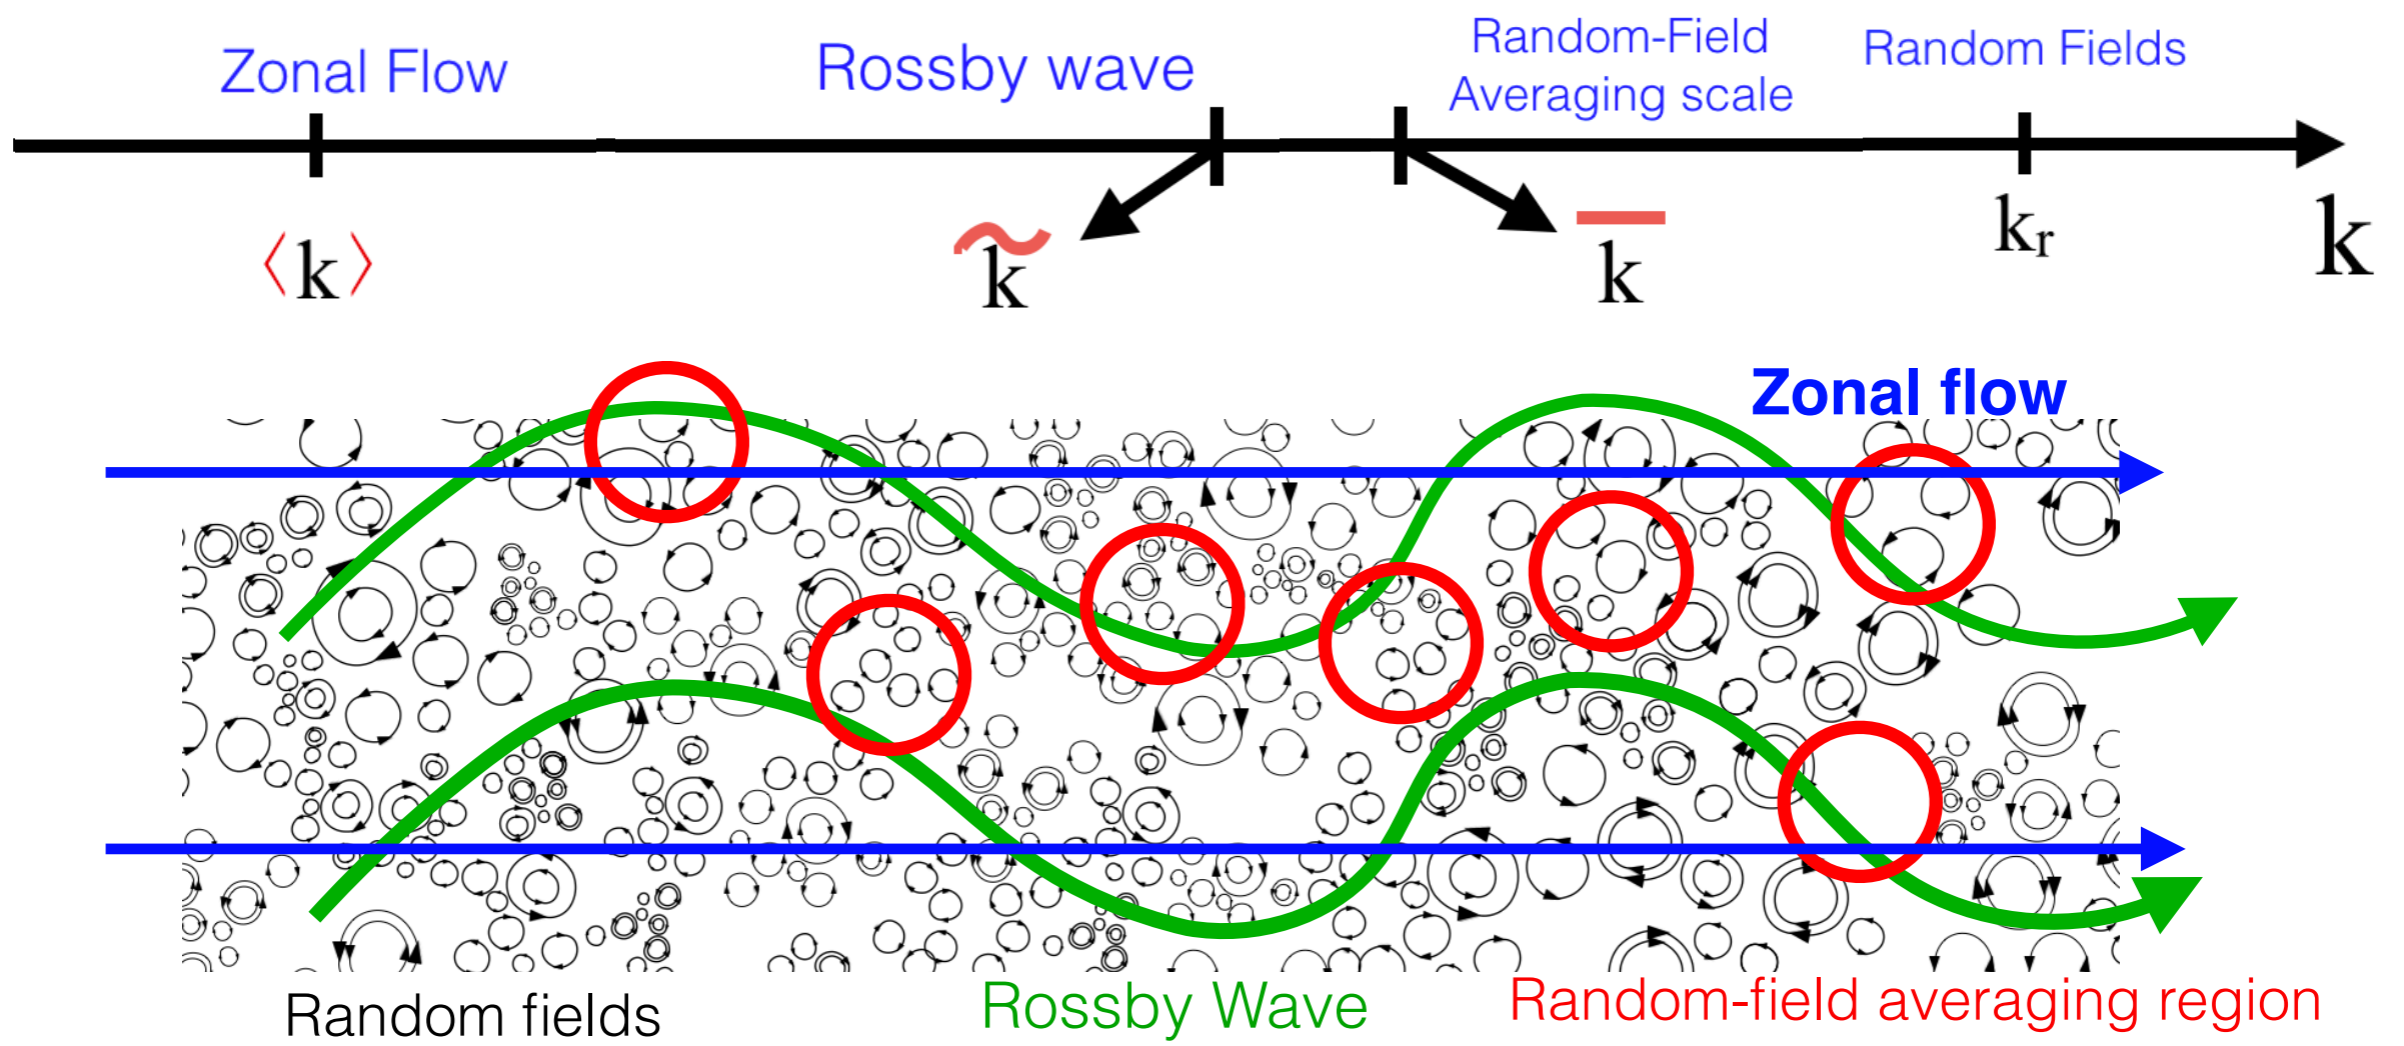 Zonal Flow
Rossby wave
Random-Field
Averaging scale
Random Fields
⟨k⟩
k̃
k̅
kᵣ
k
Zonal flow
Random fields
Rossby Wave
Random-field averaging region